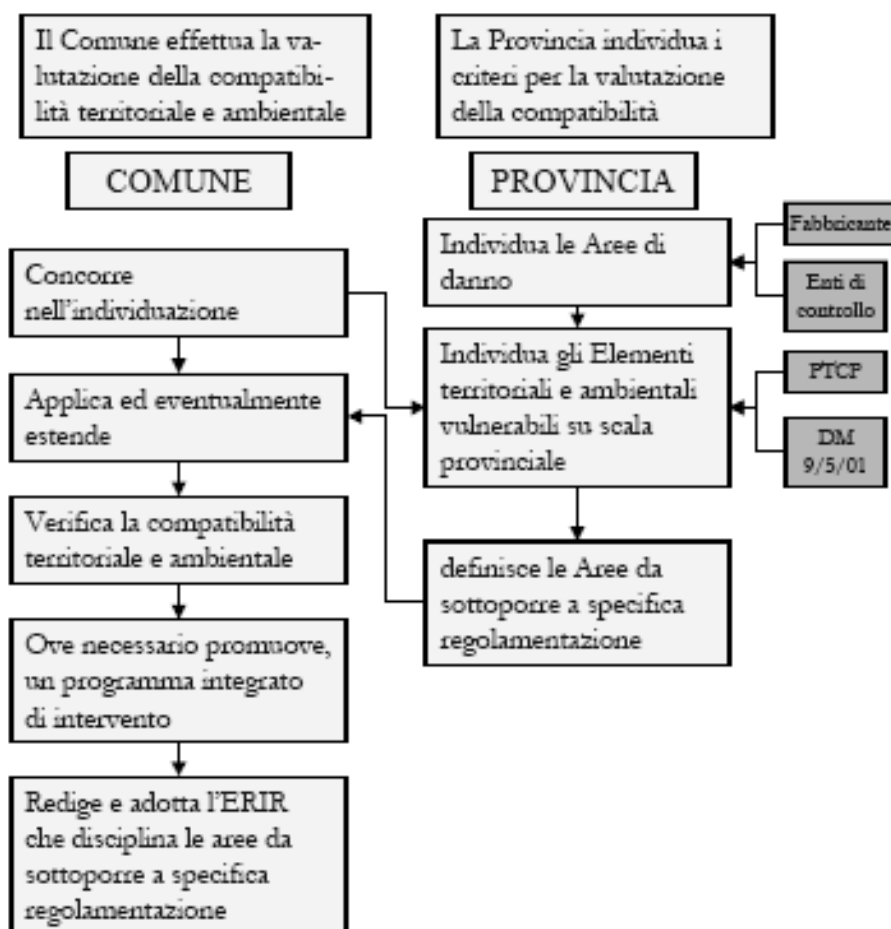 Il Comune effettua la va-
lutazione della compatibi-
lità territoriale e ambientale
La Provincia individua i
criteri per la valutazione
della compatibilità
COMUNE
PROVINCIA
Concorre
nell'individuazione
Applica ed eventualmente
estende
Verifica la compatibilità
territoriale e ambientale
Ove necessario promuove,
un programma integrato
di intervento
Redige e adotta l'ERIR
che disciplina le aree da
sottoporre a specifica
regolamentazione
Individua le Aree di
danno
Individua gli Elementi
territoriali e ambientali
vulnerabili su scala
provinciale
definisce le Aree da
sottoporre a specifica
regolamentazione
Fabbricante
Enti di
controllo
PTCP
DM
9/5/01